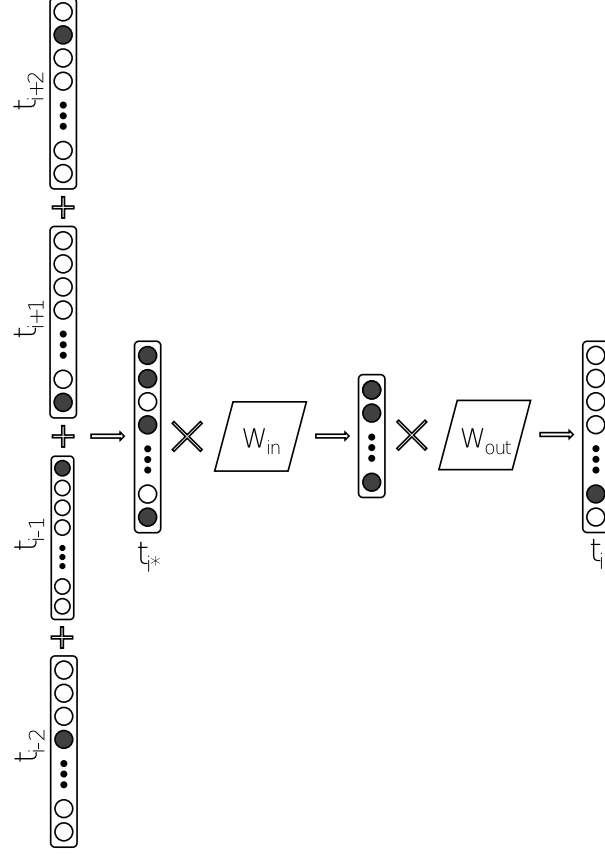 t_{i+2}
+
t_{i+1}
+
t_{i-1}
+
t_{i-2}
t_{i*}
×
W_{in}
×
W_{out}
t_i